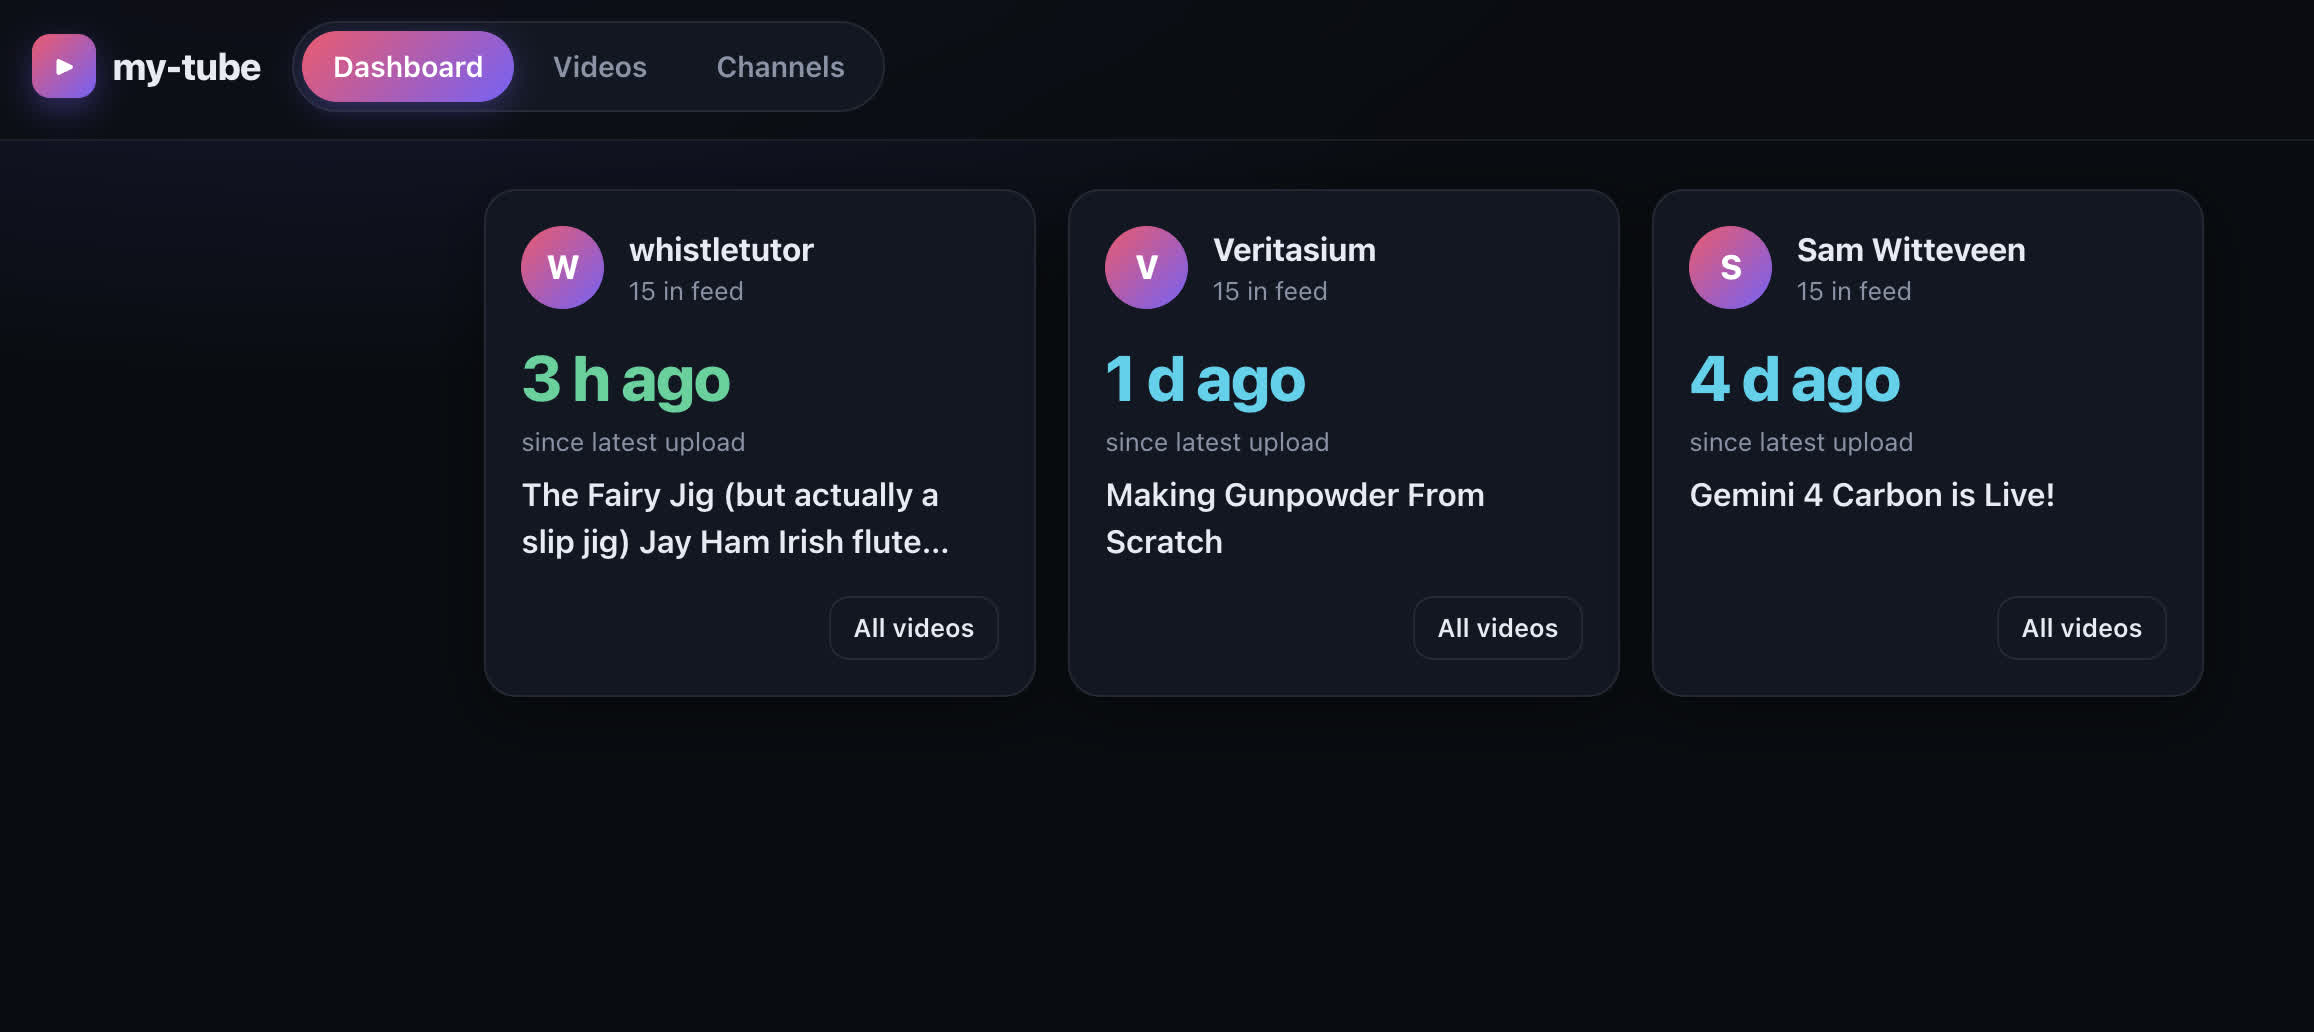 my-tube
Dashboard
Videos
Channels
W
whistletutor
15 in feed
3 h ago
since latest upload
The Fairy Jig (but actually a
slip jig) Jay Ham Irish flute...
All videos
V
Veritasium
15 in feed
1 d ago
since latest upload
Making Gunpowder From
Scratch
All videos
S
Sam Witteveen
15 in feed
4 d ago
since latest upload
Gemini 4 Carbon is Live!
All videos